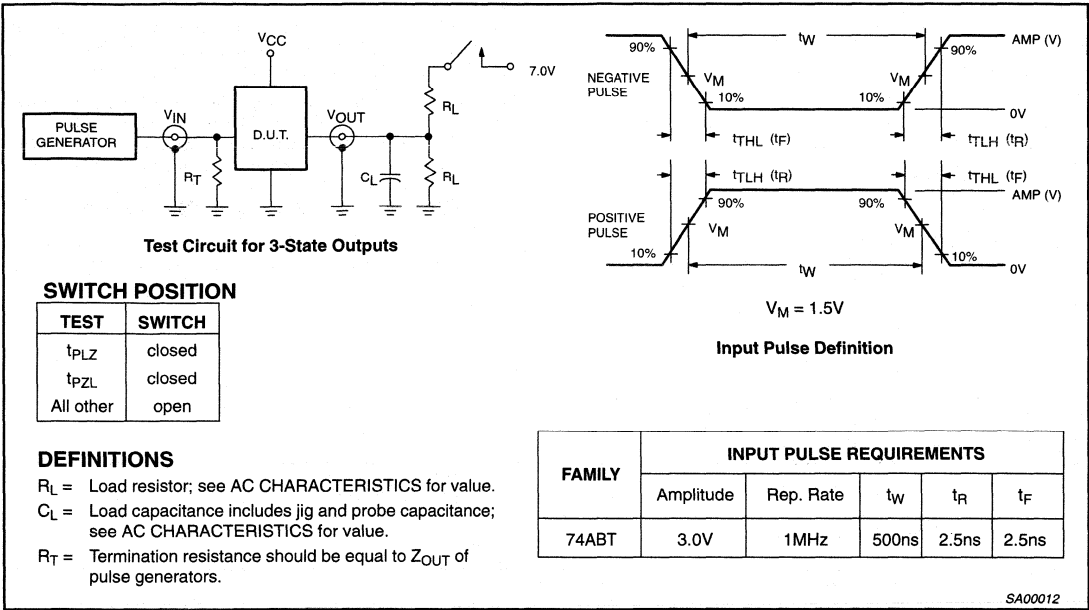 VCC
7.0V
RL
PULSE
GENERATOR
VIN
D.U.T.
VOUT
RT
CL
RL
Test Circuit for 3-State Outputs
90%
tW
90%
AMP (V)
NEGATIVE
PULSE
VM
VM
10%
10%
0V
tTHL (tF)
tTLH (tR)
tTLH (tR)
tTHL (tF)
AMP (V)
90%
90%
POSITIVE
PULSE
VM
VM
10%
10%
tW
0V
VM = 1.5V
Input Pulse Definition
SWITCH POSITION
TEST SWITCH
tPLZ closed
tPZL closed
All other open
DEFINITIONS
RL = Load resistor; see AC CHARACTERISTICS for value.
CL = Load capacitance includes jig and probe capacitance;
see AC CHARACTERISTICS for value.
RT = Termination resistance should be equal to ZOUT of
pulse generators.
FAMILY
INPUT PULSE REQUIREMENTS
Amplitude Rep. Rate tW tR tF
74ABT 3.0V 1MHz 500ns 2.5ns 2.5ns
SA00012